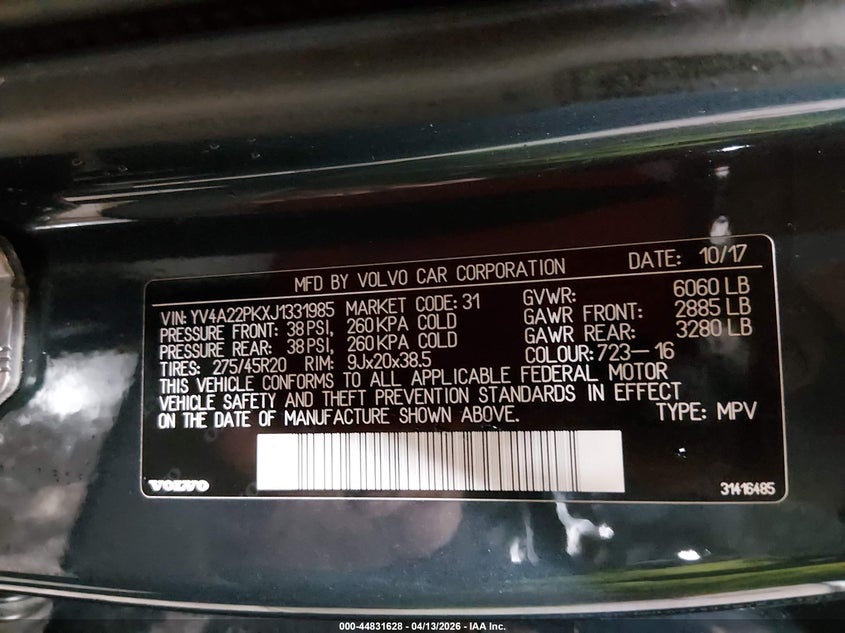 MFD BY VOLVO CAR CORPORATION DATE: 10/17
VIN: YV4A22PKXJ1331985 MARKET CODE: 31 GVWR: 6060 LB
PRESSURE FRONT: 38 PSI, 260 KPA COLD GAWR FRONT: 2885 LB
PRESSURE REAR: 38 PSI, 260 KPA COLD GAWR REAR: 3280 LB
TIRES: 275/45R20 RIM: 9Jx20x38.5 COLOUR: 723-16
THIS VEHICLE CONFORMS TO ALL APPLICABLE FEDERAL MOTOR
VEHICLE SAFETY AND THEFT PREVENTION STANDARDS IN EFFECT
ON THE DATE OF MANUFACTURE SHOWN ABOVE. TYPE: MPV
VOLVO 31416485
000-44831628 - 04/13/2026 - IAA Inc.